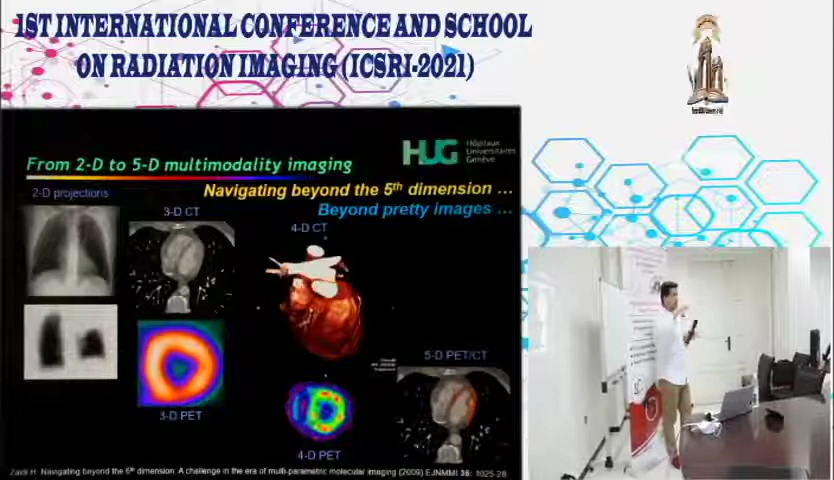 1ST INTERNATIONAL CONFERENCE AND SCHOOL
ON RADIATION IMAGING (ICSRI-2021)
HUG Hôpitaux
Universitaires
Genève
From 2-D to 5-D multimodality imaging
Navigating beyond the 5th dimension ...
Beyond pretty images ...
2-D projections
3-D CT
4-D CT
3-D PET
4-D PET
5-D PET/CT
Zaidi H. Navigating beyond the 6th dimension: A challenge in the era of multi-parametric molecular imaging (2009) EJNMMI 36: 1025-28